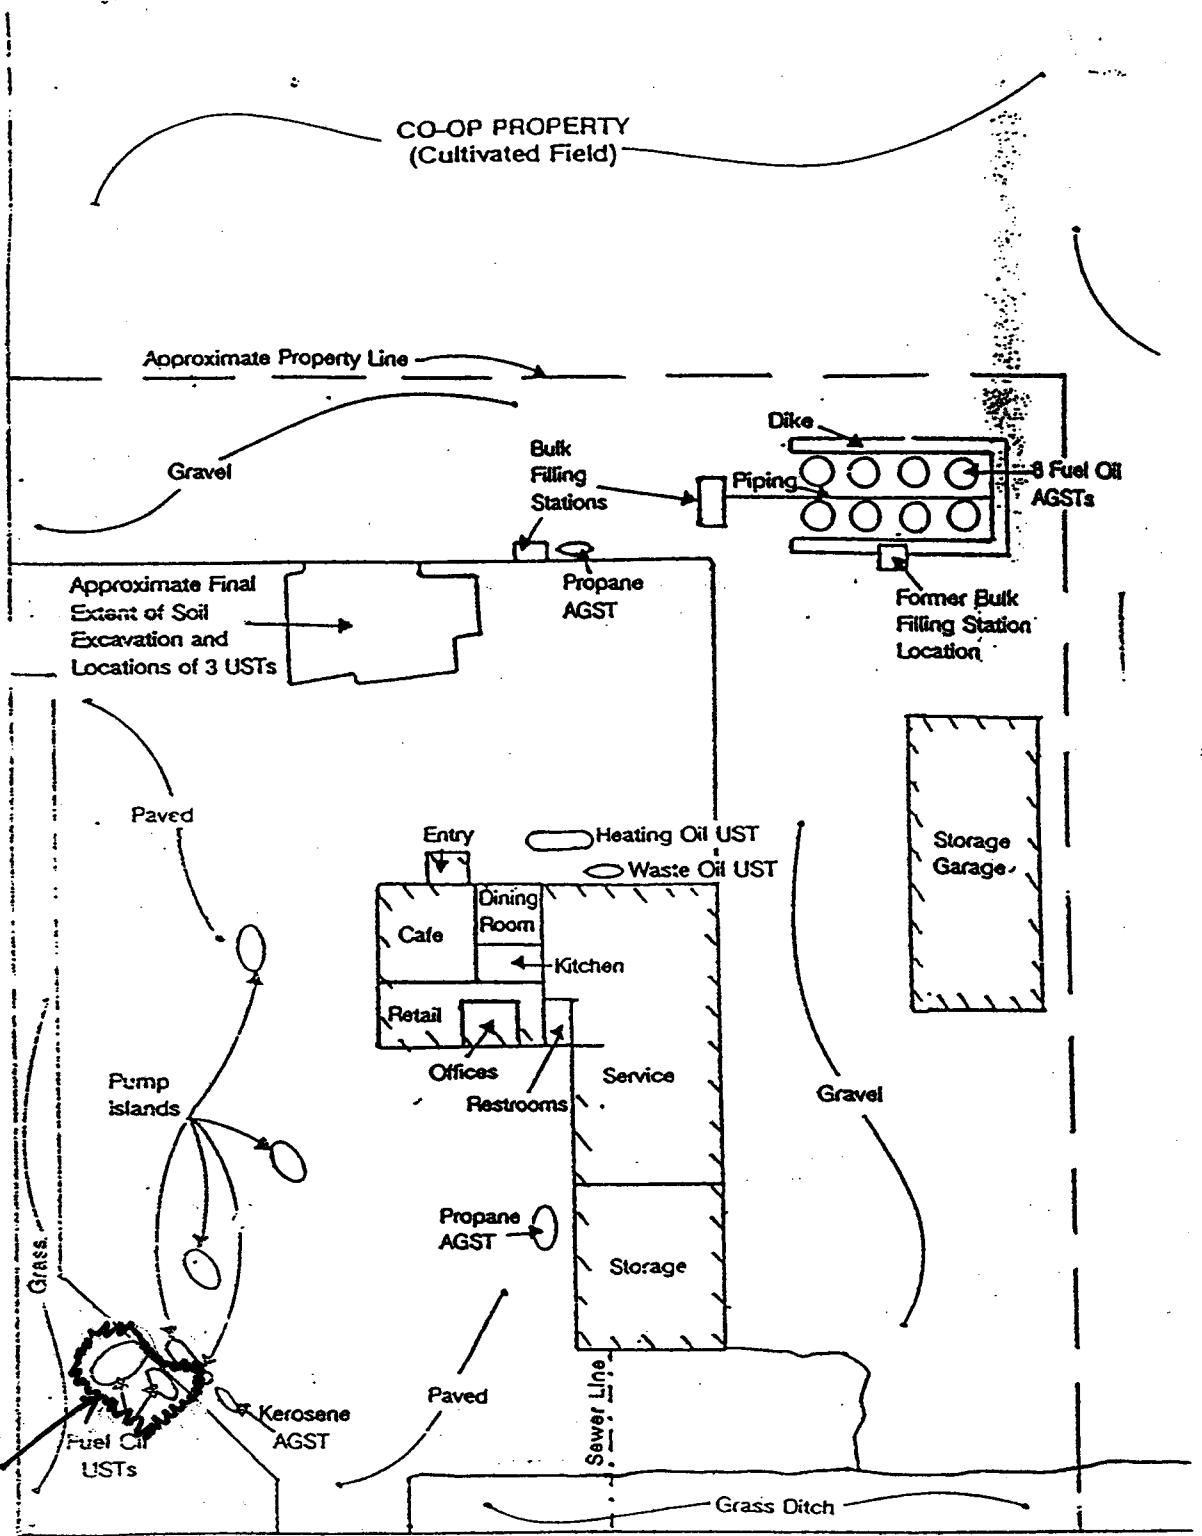 CO-OP PROPERTY
(Cultivated Field)
Approximate Property Line
Gravel
Bulk
Filling
Stations
Dike
Piping
8 Fuel Oil
AGSTs
Propane
AGST
Approximate Final
Extent of Soil
Excavation and
Locations of 3 USTs
Former Bulk
Filling Station
Location
Paved
Entry
Heating Oil UST
Waste Oil UST
Storage
Garage
Dining
Room
Cafe
Kitchen
Retail
Offices
Restrooms
Service
Pump
islands
Gravel
Propane
AGST
Storage
Grass
Paved
Sewer Line
Kerosene
AGST
Fuel Oil
USTs
Grass Ditch